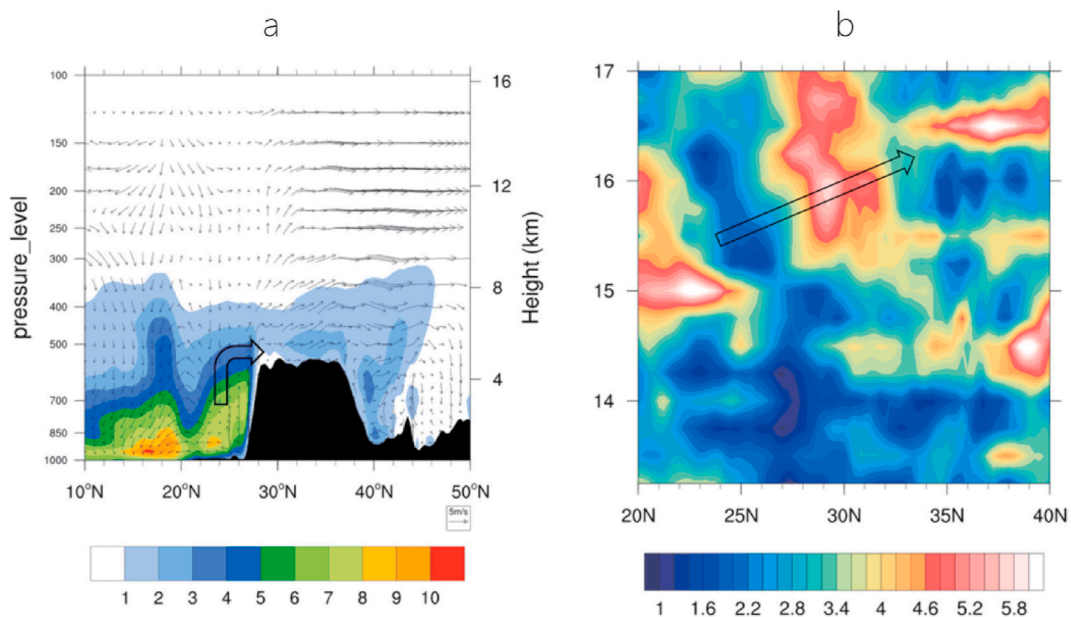 a
b
100
150
200
250
300
400
500
700
850
1000
pressure_level
16
12
8
4
Height (km)
10°N 20°N 30°N 40°N 50°N
5m/s
1 2 3 4 5 6 7 8 9 10
17
16
15
14
20N 25N 30N 35N 40N
1 1.6 2.2 2.8 3.4 4 4.6 5.2 5.8